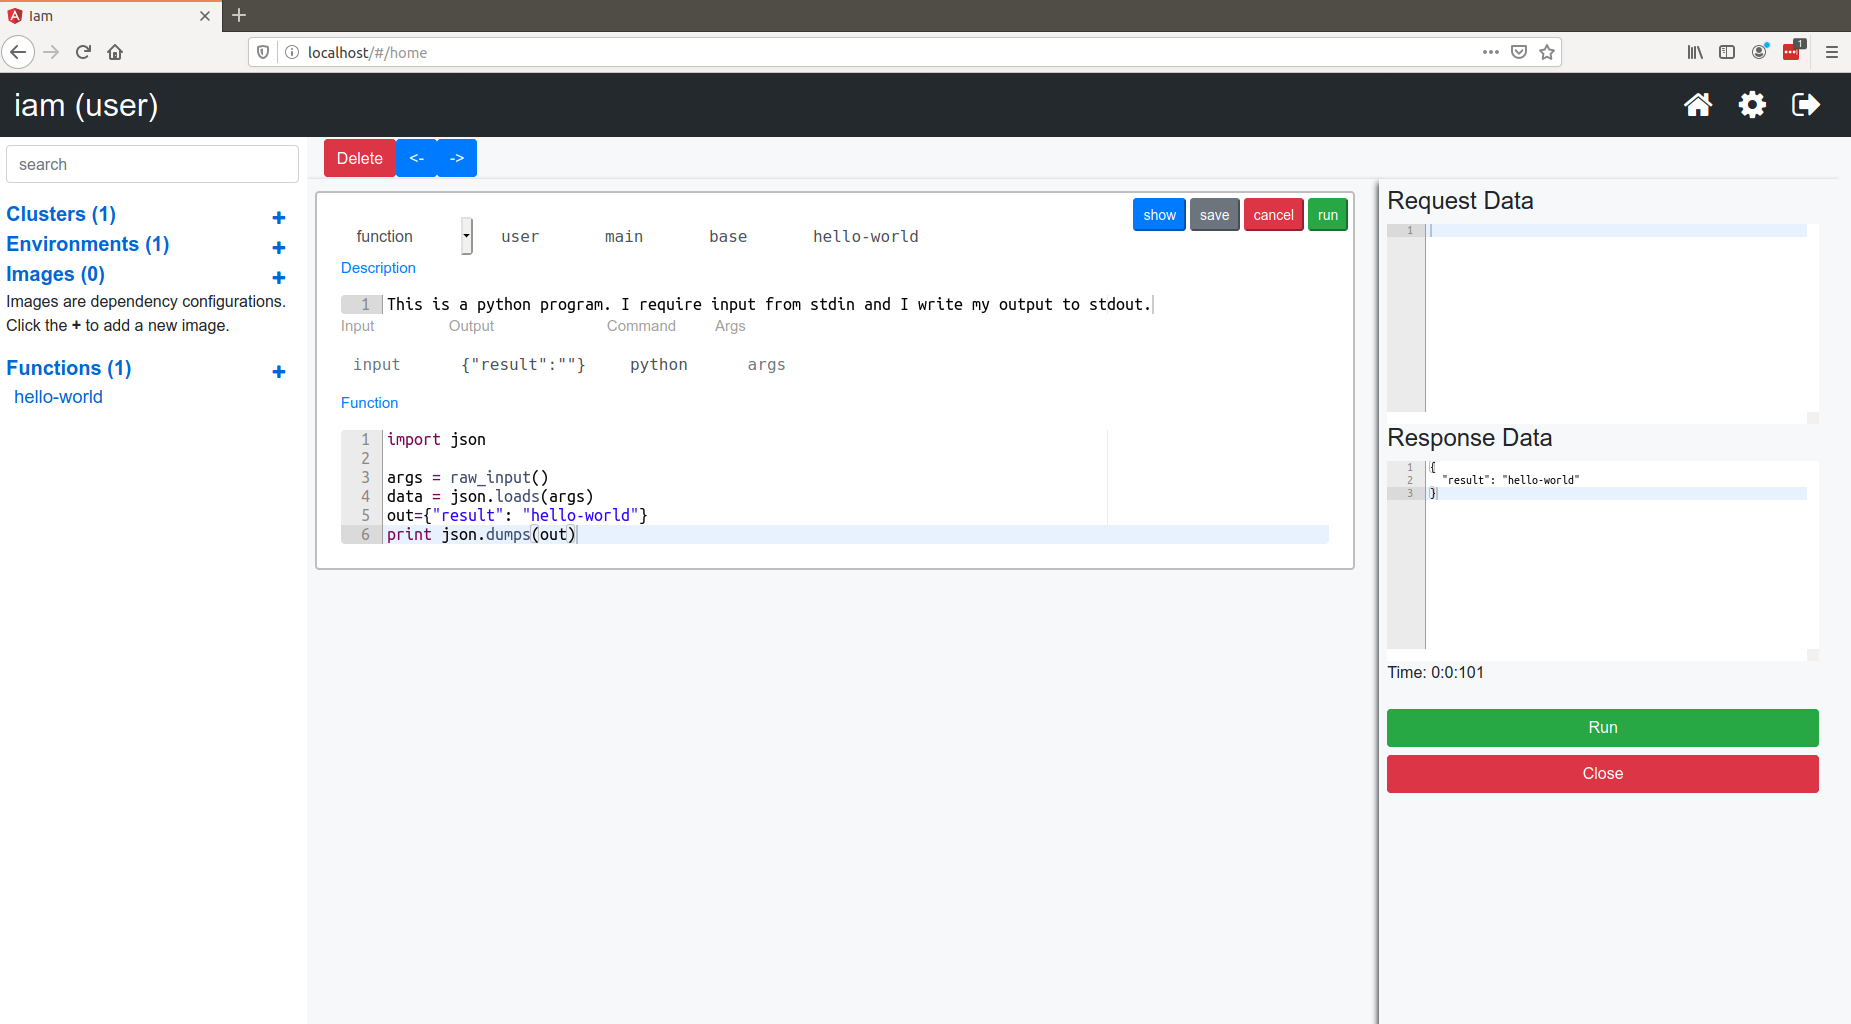 Iam
localhost/#/home
1
iam (user)
search
Delete <- ->
Clusters (1) +
Environments (1) +
Images (0) +
Images are dependency configurations.
Click the + to add a new image.
Functions (1) +
hello-world
show save cancel run
function user main base hello-world
Description
1 This is a python program. I require input from stdin and I write my output to stdout.
Input Output Command Args
input {"result":""} python args
Function
1 import json
2
3 args = raw_input()
4 data = json.loads(args)
5 out={"result": "hello-world"}
6 print json.dumps(out)
Request Data
1
Response Data
1 {
2 "result": "hello-world"
3 }
Time: 0:0:101
Run
Close